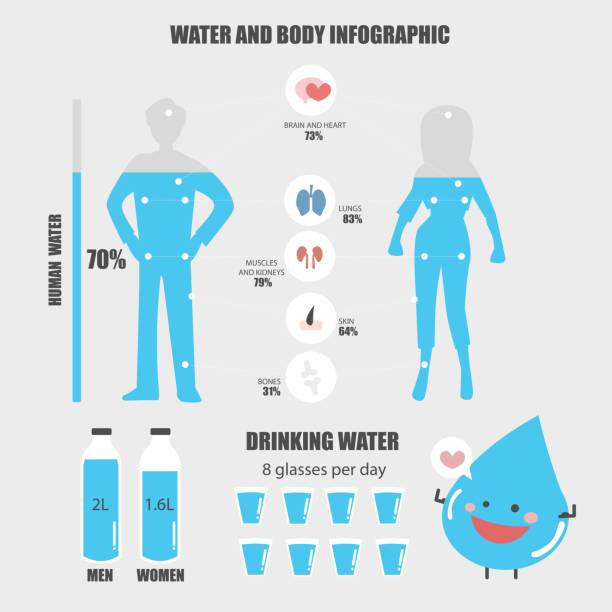 WATER AND BODY INFOGRAPHIC
BRAIN AND HEART
73%
HUMAN WATER
70%
LUNGS
83%
MUSCLES
AND KIDNEYS
79%
SKIN
64%
BONES
31%
2L
1.6L
MEN
WOMEN
DRINKING WATER
8 glasses per day